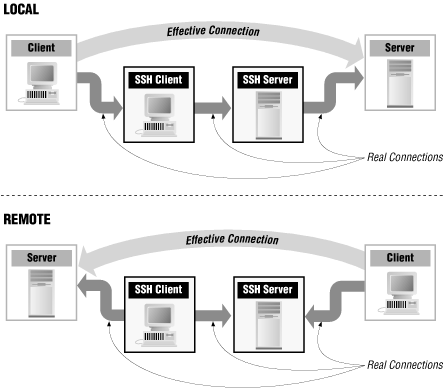 LOCAL
Effective Connection
Client
Server
SSH Client
SSH Server
Real Connections
REMOTE
Effective Connection
Server
Client
SSH Client
SSH Server
Real Connections